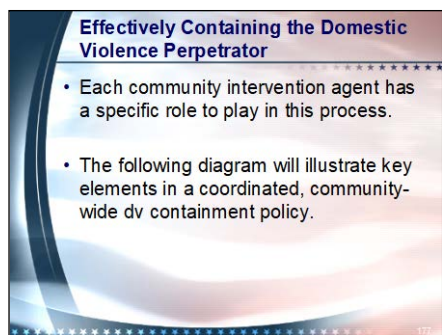 Effectively Containing the Domestic
Violence Perpetrator
• Each community intervention agent has
a specific role to play in this process.
• The following diagram will illustrate key
elements in a coordinated, community-
wide dv containment policy.